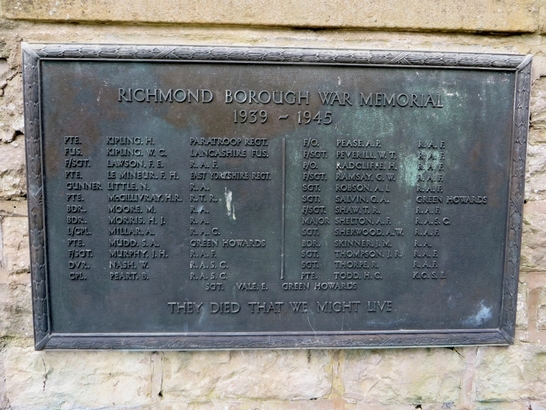 RICHMOND BOROUGH WAR MEMORIAL
1939 ~ 1945
PTE. KIPLING, H. PARATROOP REGT.
FUS. KIPLING, W. G. LANCASHIRE FUS.
F/SGT. LAWSON, F. E. R. A. F.
PTE. LE MINEUR, F. F. EAST YORKSHIRE REGT.
GUNNER LITTLE, N. R. A.
PTE. McGILLIVRAY, H.R. R. T. R.
BDR. MOORE, M. R. A.
BDR. MORRIS, H. J. R. A.
L/CPL. MILLAR, A. R. A. C.
PTE. MUDD, S. A. GREEN HOWARDS
F/SGT. MURPHY, J. H. R. A. F.
DVR. NASH, W. R. A. S. C.
CPL. PEART, B. R. A. S. C.
F/O. PEASE, A. P. R. A. F.
F/SGT. PEVERILL, W. T. R. A. F.
F/O. RADCLIFFE, R. R. A. F.
F/SGT. RAMSAY, C. W. R. A. F.
SGT. ROBSON, A. I. R. A. F.
SGT. SALVIN, G. A. GREEN HOWARDS
F/SGT. SHAW, T. R. R. A. F.
MAJOR SHELTON, A. F. R. A. S. C.
SGT. SHERWOOD, A.W. R. A. F.
BDR. SKINNER, J. M. R. A.
SGT. THOMPSON, J. R. R. A. F.
SGT. THORPE, R. R. A. F.
PTE. TODD, H. C. K. O. S. B.
SGT. VALE, E. GREEN HOWARDS
THEY DIED THAT WE MIGHT LIVE